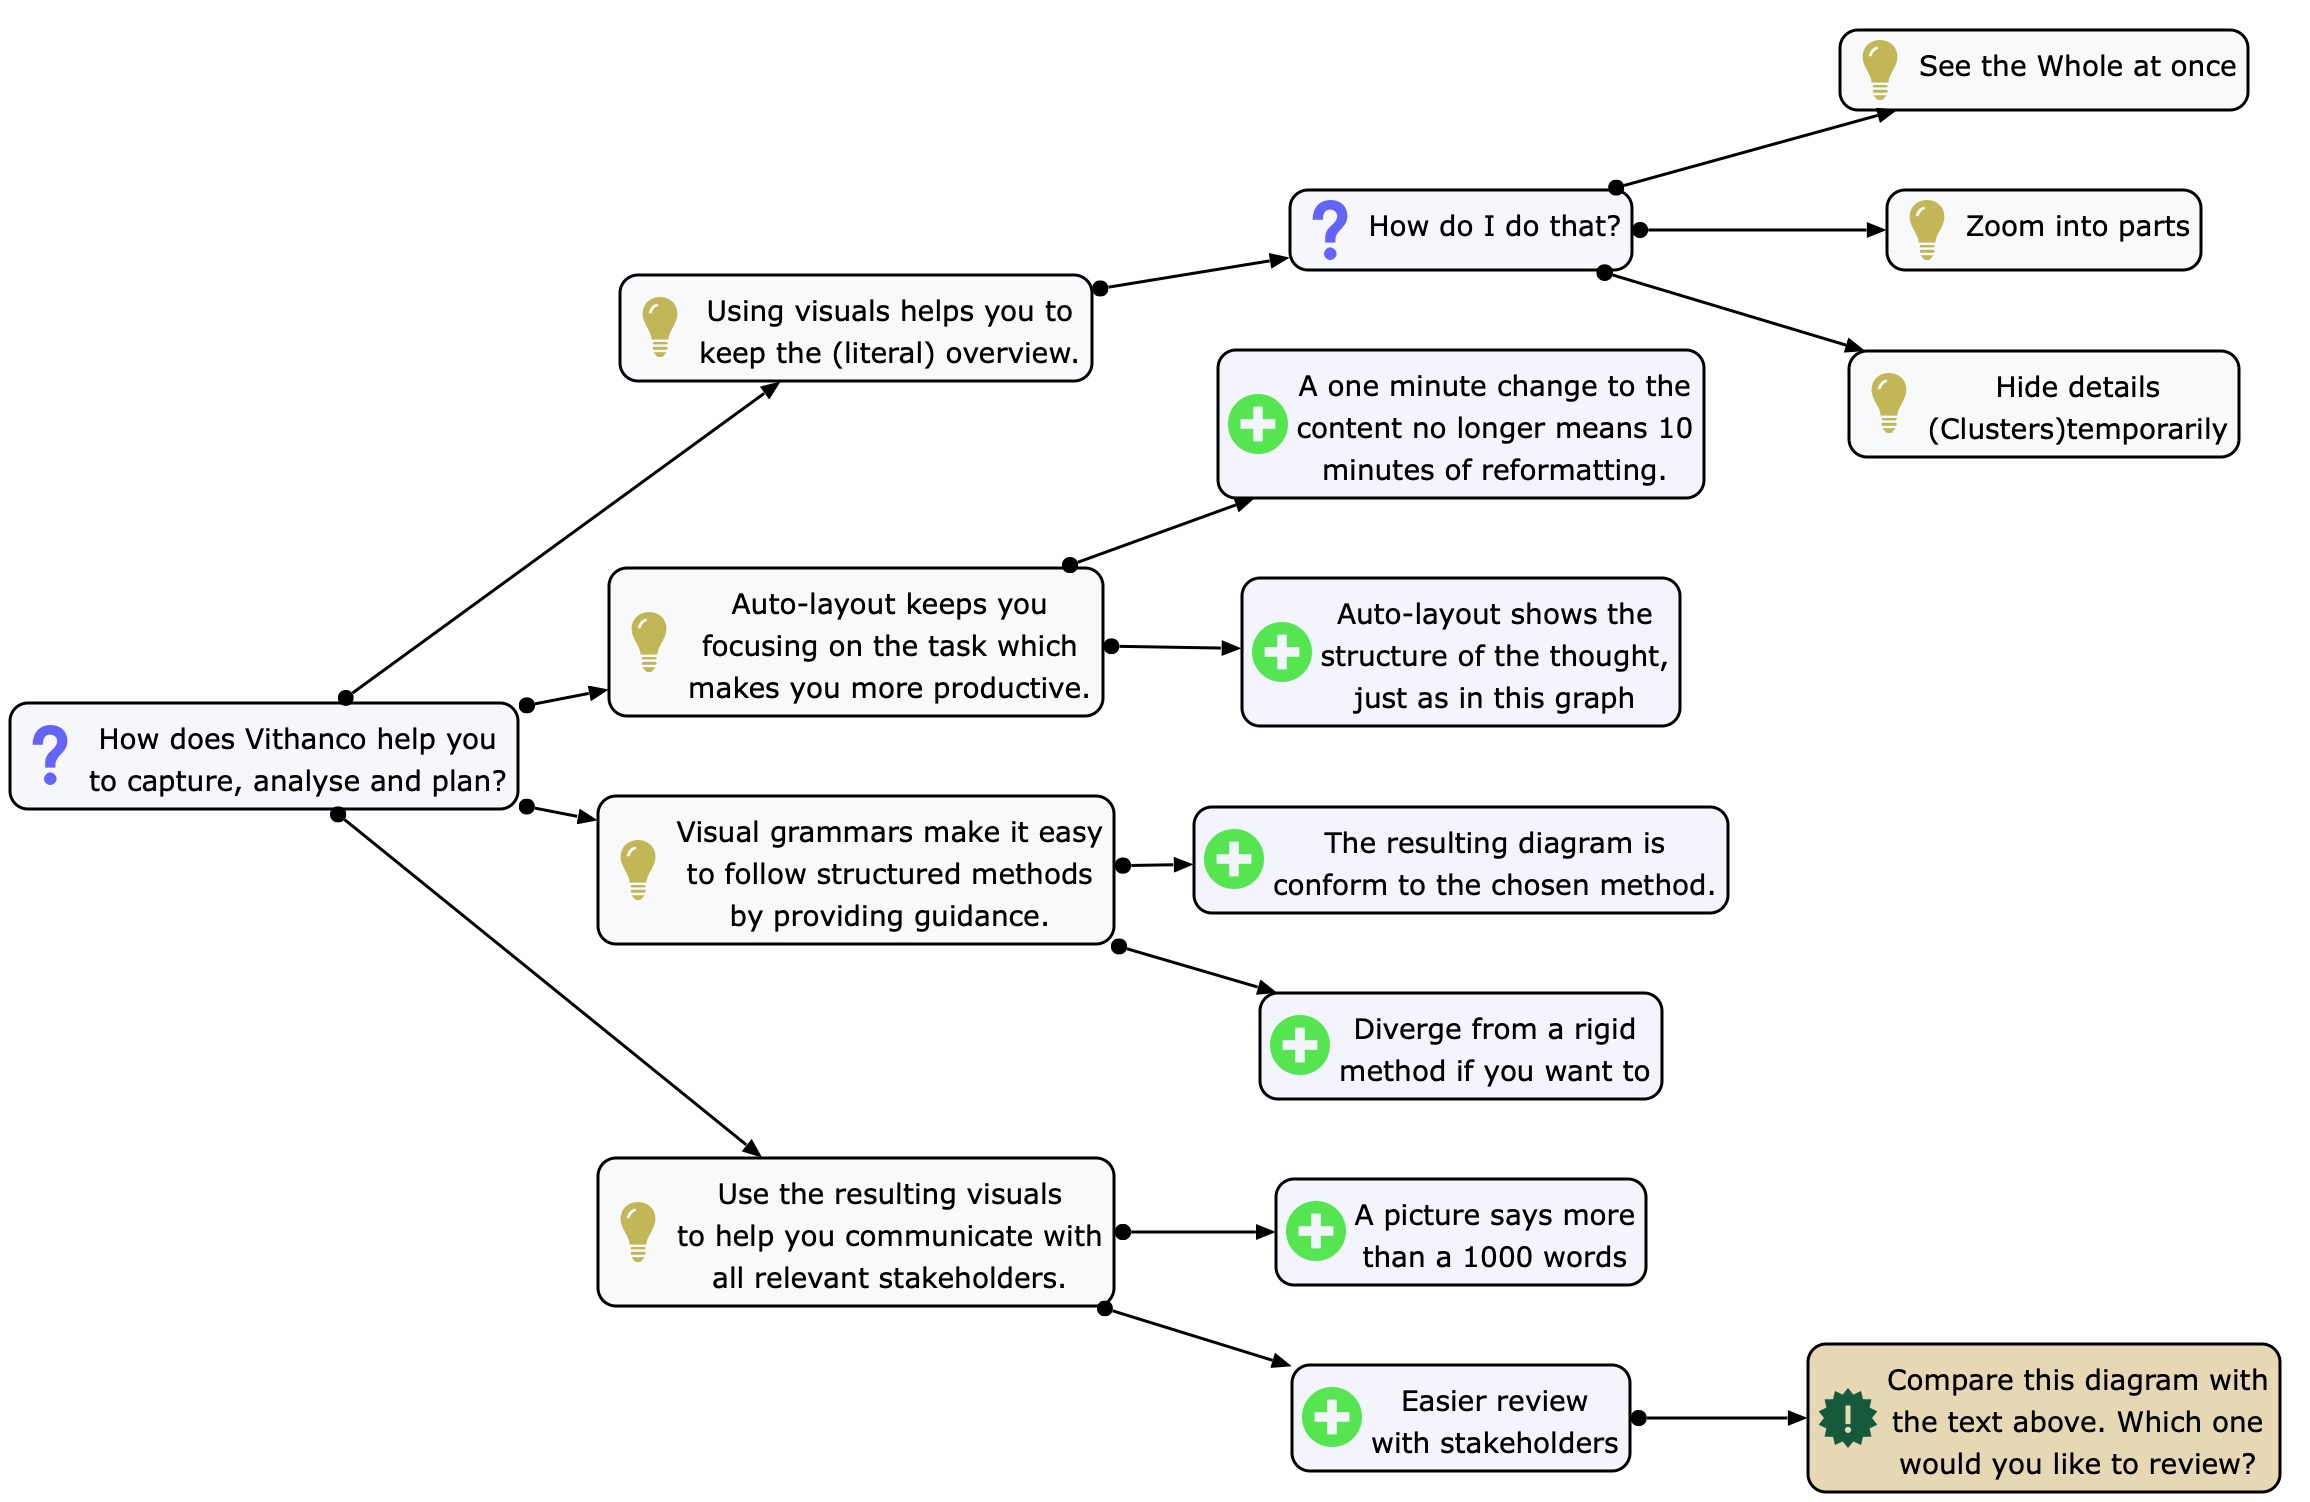 See the Whole at once
How do I do that?
Zoom into parts
Using visuals helps you to
keep the (literal) overview.
Hide details
(Clusters)temporarily
A one minute change to the
content no longer means 10
minutes of reformatting.
Auto-layout keeps you
focusing on the task which
makes you more productive.
Auto-layout shows the
structure of the thought,
just as in this graph
How does Vithanco help you
to capture, analyse and plan?
Visual grammars make it easy
to follow structured methods
by providing guidance.
The resulting diagram is
conform to the chosen method.
Diverge from a rigid
method if you want to
Use the resulting visuals
to help you communicate with
all relevant stakeholders.
A picture says more
than a 1000 words
Easier review
with stakeholders
Compare this diagram with
the text above. Which one
would you like to review?